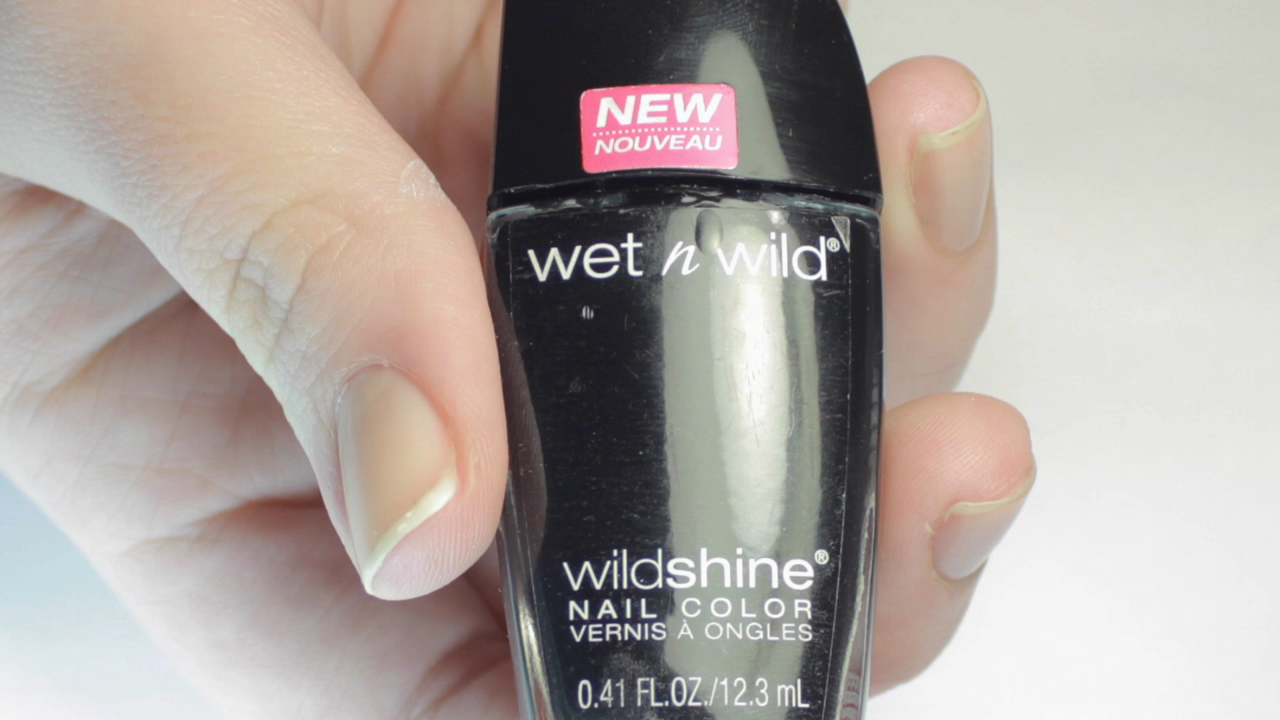 NEW
NOUVEAU
wet n wild®
wildshine®
NAIL COLOR
VERNIS À ONGLES
0.41 FL.OZ./12.3 mL